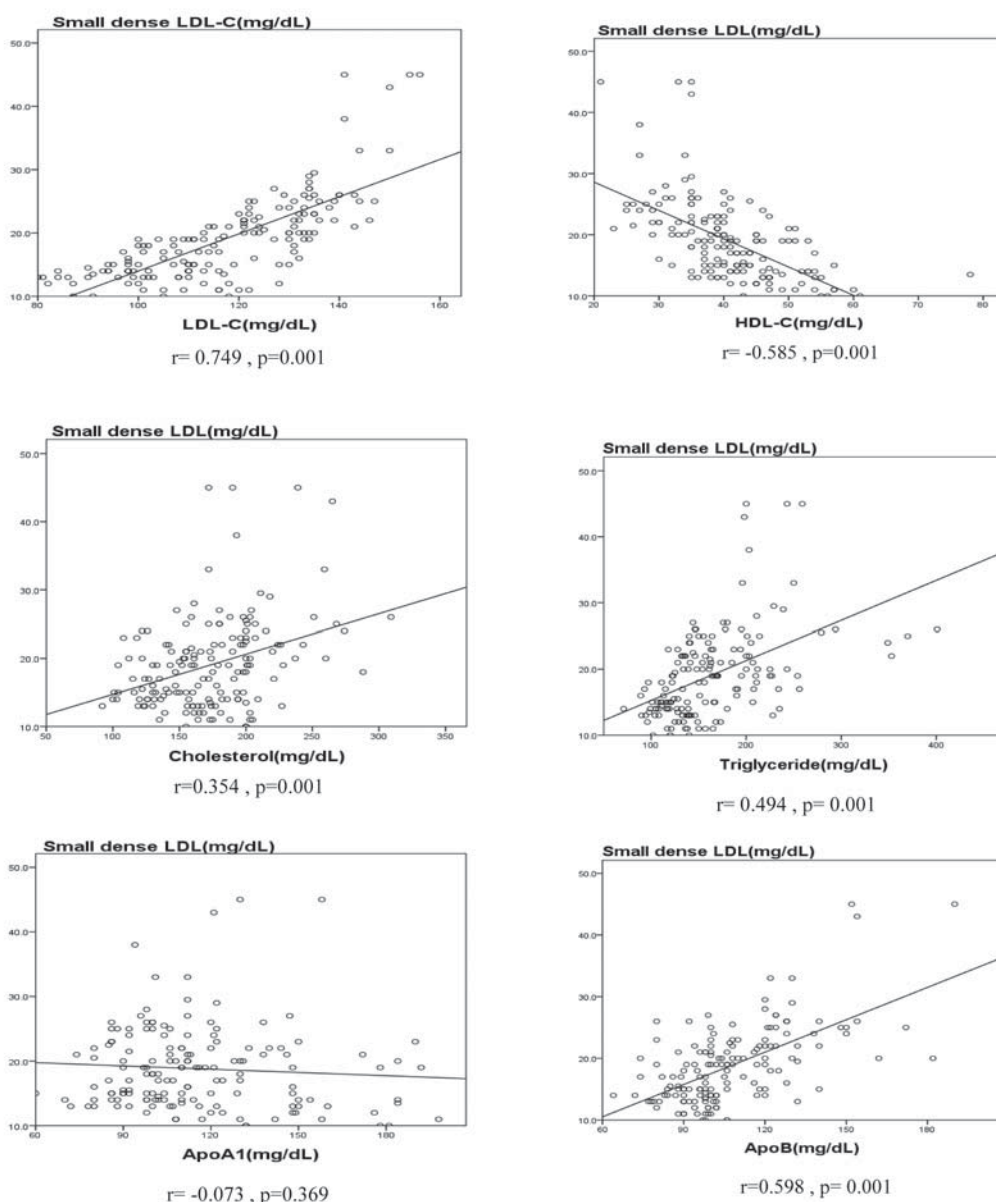 Small dense LDL-C(mg/dL)
50.0
40.0
30.0
20.0
10.0
80 100 120 140 160
LDL-C(mg/dL)
r= 0.749 , p=0.001
Small dense LDL(mg/dL)
50.0
40.0
30.0
20.0
10.0
20 30 40 50 60 70 80
HDL-C(mg/dL)
r= -0.585 , p=0.001
Small dense LDL(mg/dL)
50.0
40.0
30.0
20.0
10.0
50 100 150 200 250 300 350
Cholesterol(mg/dL)
r=0.354 , p=0.001
Small dense LDL(mg/dL)
50.0
40.0
30.0
20.0
10.0
100 200 300 400
Triglyceride(mg/dL)
r= 0.494 , p= 0.001
Small dense LDL(mg/dL)
50.0
40.0
30.0
20.0
10.0
60 90 120 150 180
ApoA1(mg/dL)
r= -0.073 , p=0.369
Small dense LDL(mg/dL)
50.0
40.0
30.0
20.0
10.0
60 90 120 150 180
ApoB(mg/dL)
r=0.598 , p= 0.001